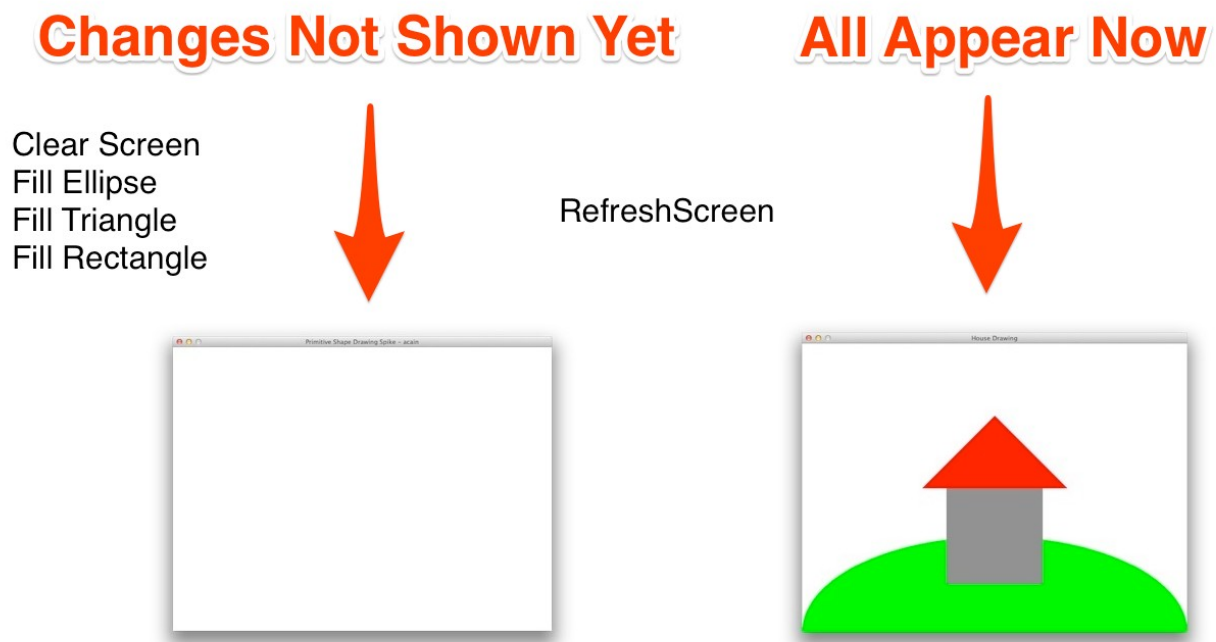 Changes Not Shown Yet
All Appear Now
Clear Screen
Fill Ellipse
Fill Triangle
Fill Rectangle
RefreshScreen
Primitive Shape Drawing Spike - acain
House Drawing